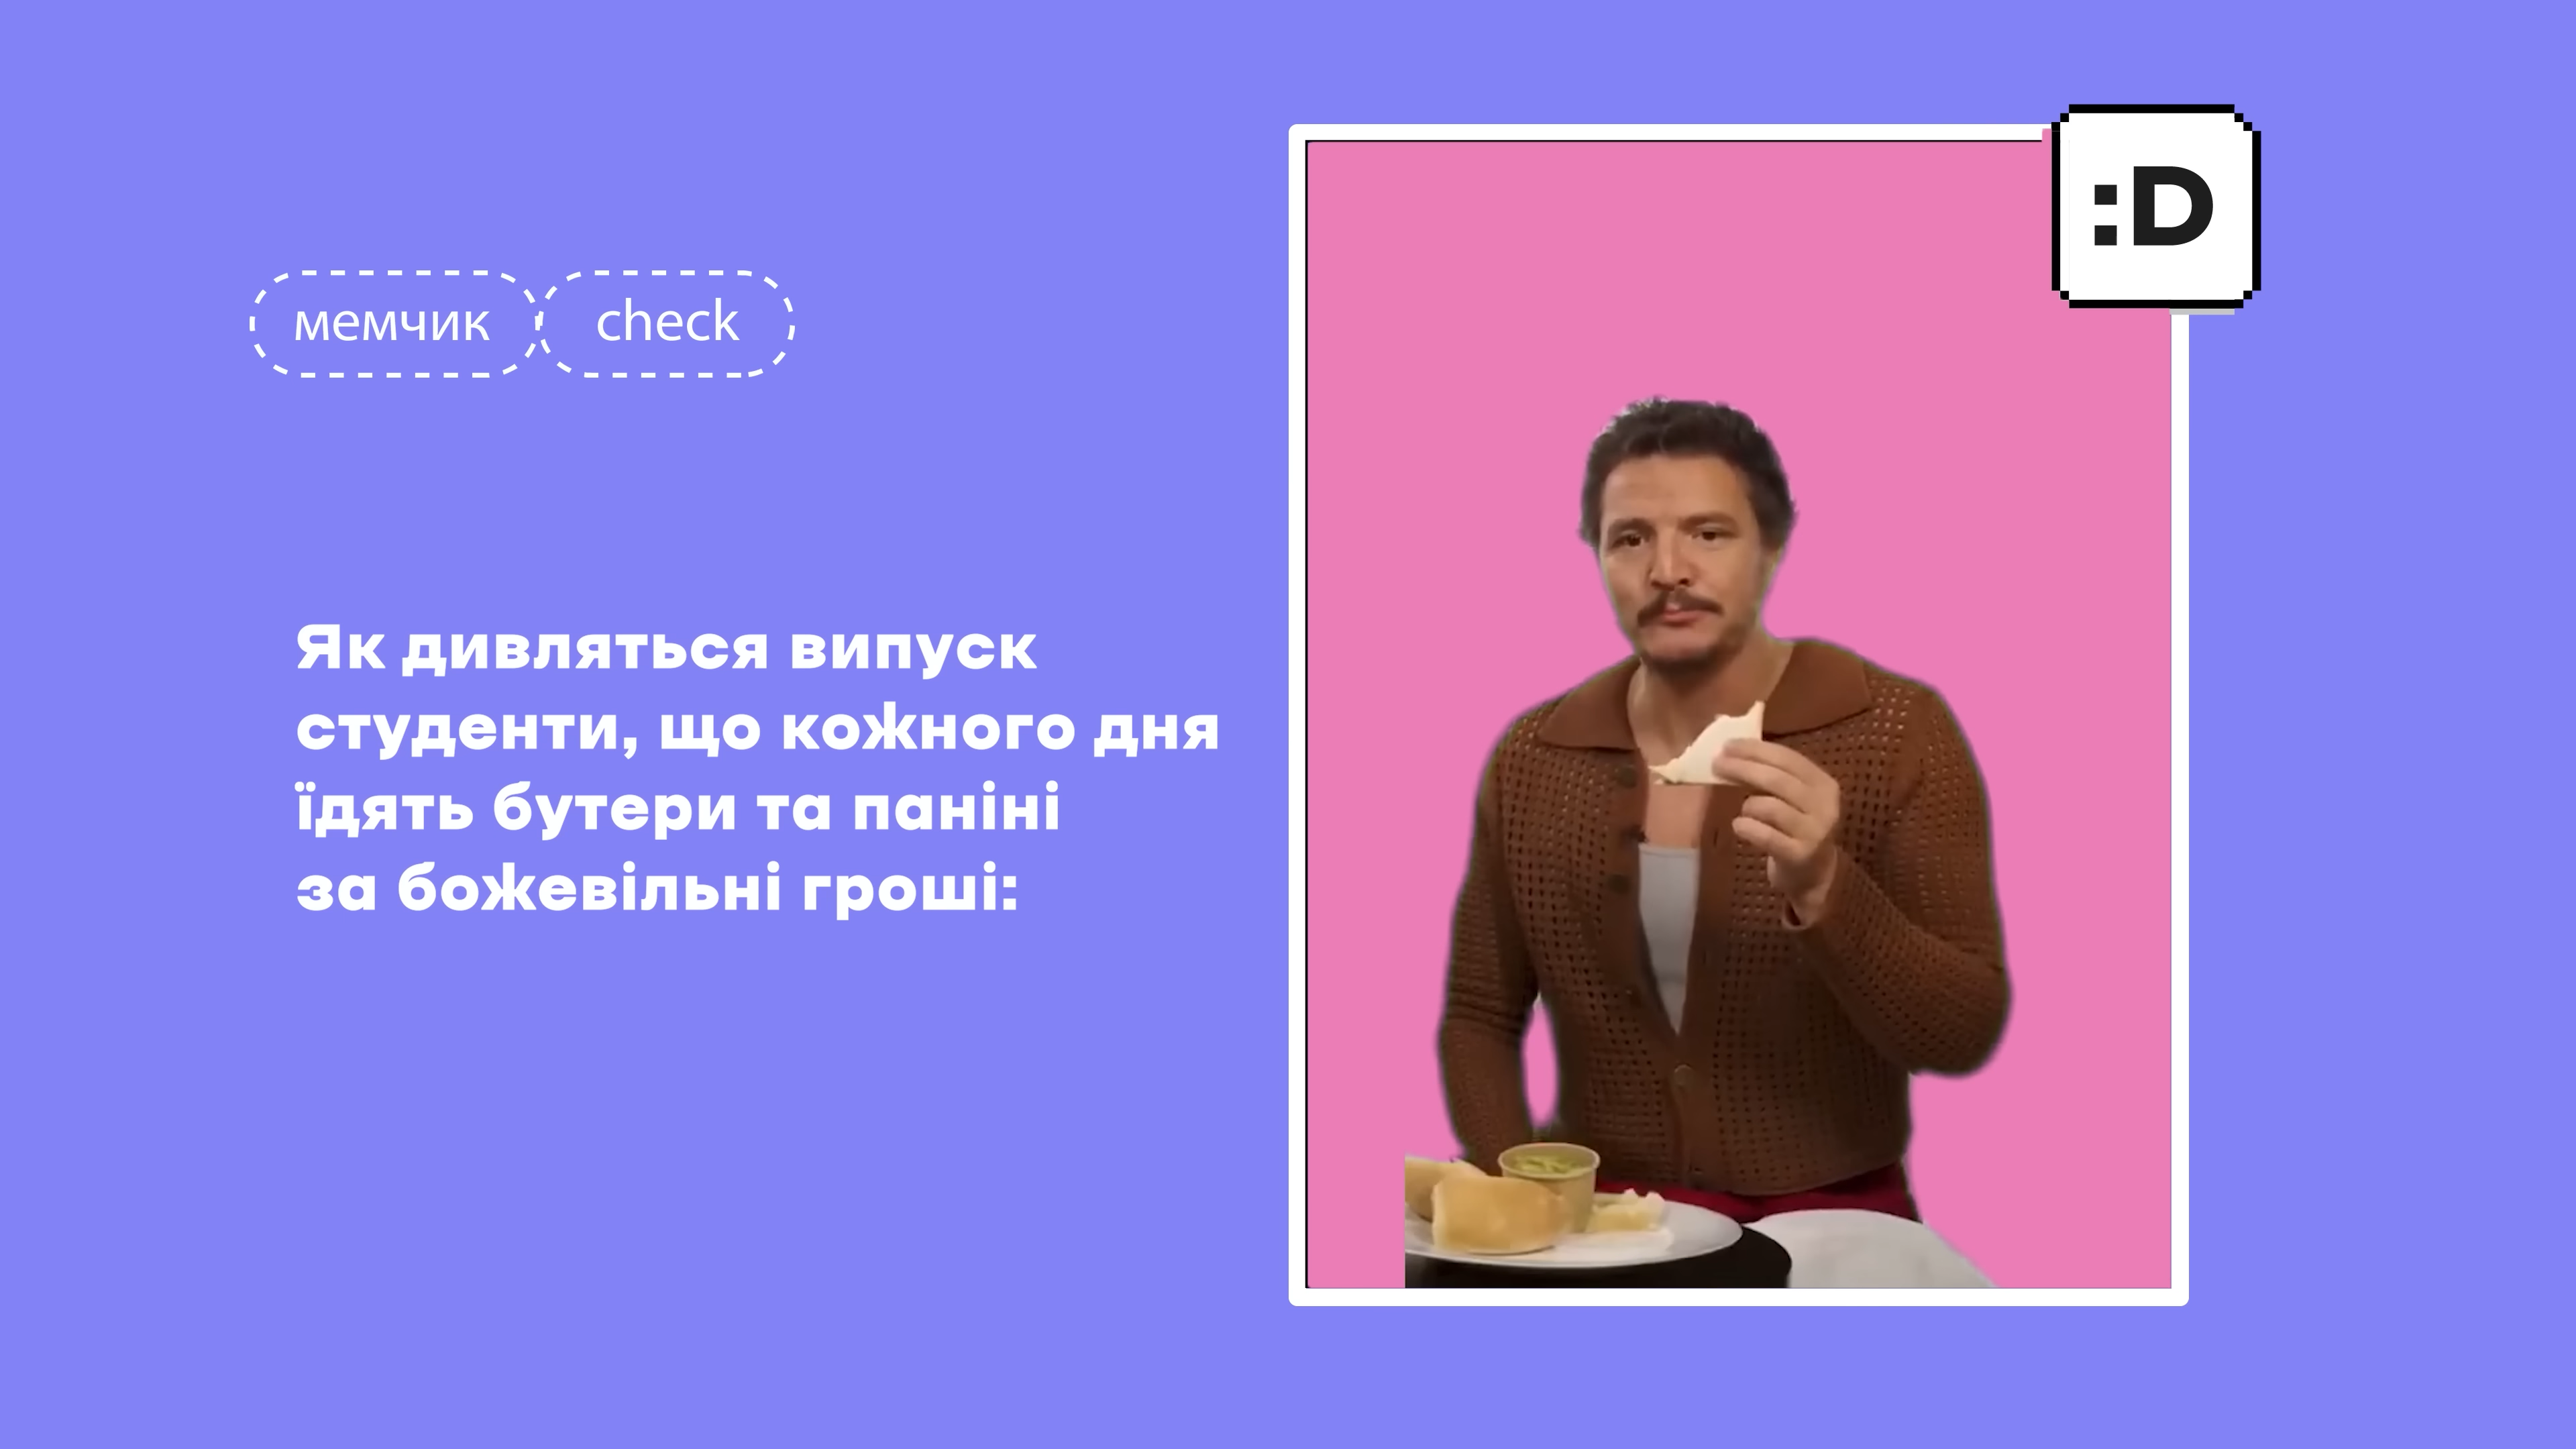 мемчик check
Як дивляться випуск
студенти, що кожного дня
їдять бутери та паніні
за божевільні гроші:
:D